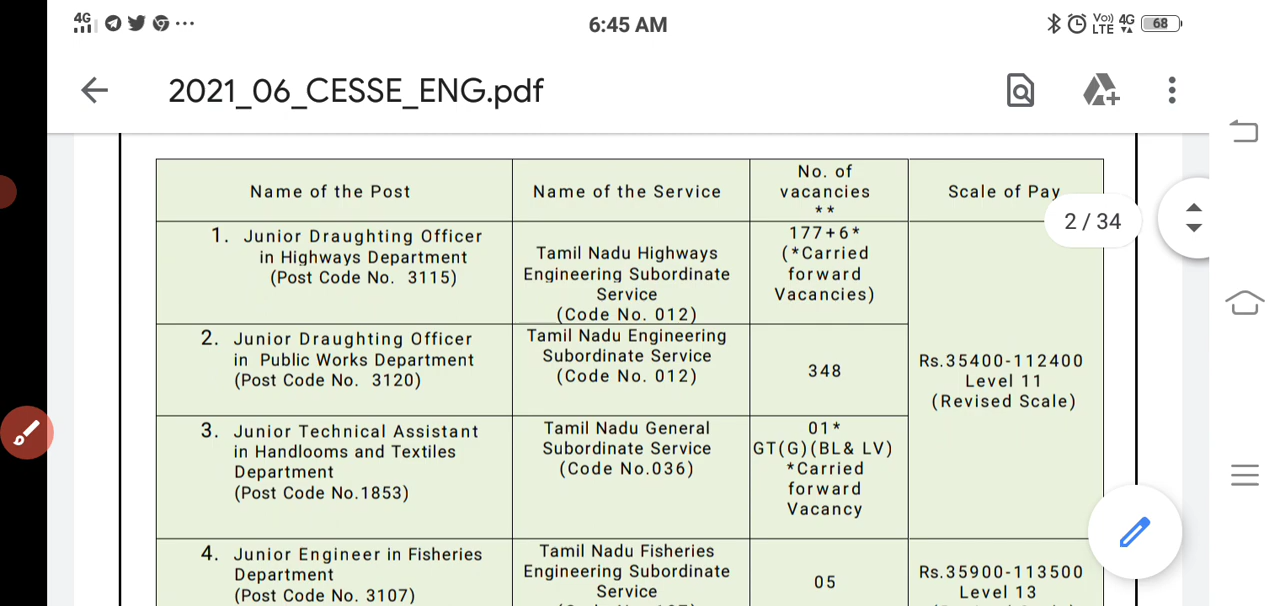 4G 6:45 AM Vo) LTE 4G 68
2021_06_CESSE_ENG.pdf
Name of the Post
Name of the Service
No. of
vacancies
**
Scale of Pay
2 / 34
1. Junior Draughting Officer
in Highways Department
(Post Code No. 3115)
Tamil Nadu Highways
Engineering Subordinate
Service
(Code No. 012)
177+6*
(*Carried
forward
Vacancies)
2. Junior Draughting Officer
in Public Works Department
(Post Code No. 3120)
Tamil Nadu Engineering
Subordinate Service
(Code No. 012)
348
Rs.35400-112400
Level 11
(Revised Scale)
3. Junior Technical Assistant
in Handlooms and Textiles
Department
(Post Code No.1853)
Tamil Nadu General
Subordinate Service
(Code No.036)
01*
GT(G)(BL& LV)
*Carried
forward
Vacancy
4. Junior Engineer in Fisheries
Department
(Post Code No. 3107)
Tamil Nadu Fisheries
Engineering Subordinate
Service
05
Rs.35900-113500
Level 13